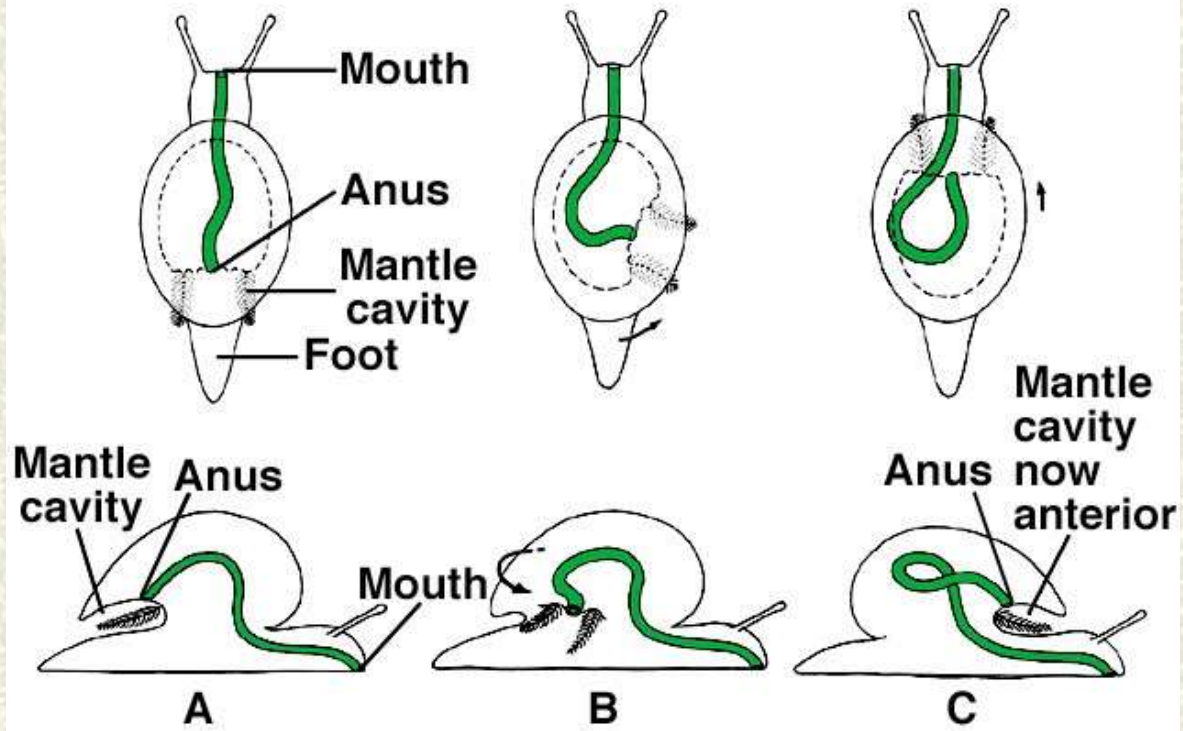 Mouth
Anus
Mantle
cavity
Foot
Mantle
cavity
Anus
Mouth
Anus
Mantle
cavity
now
anterior
A
B
C